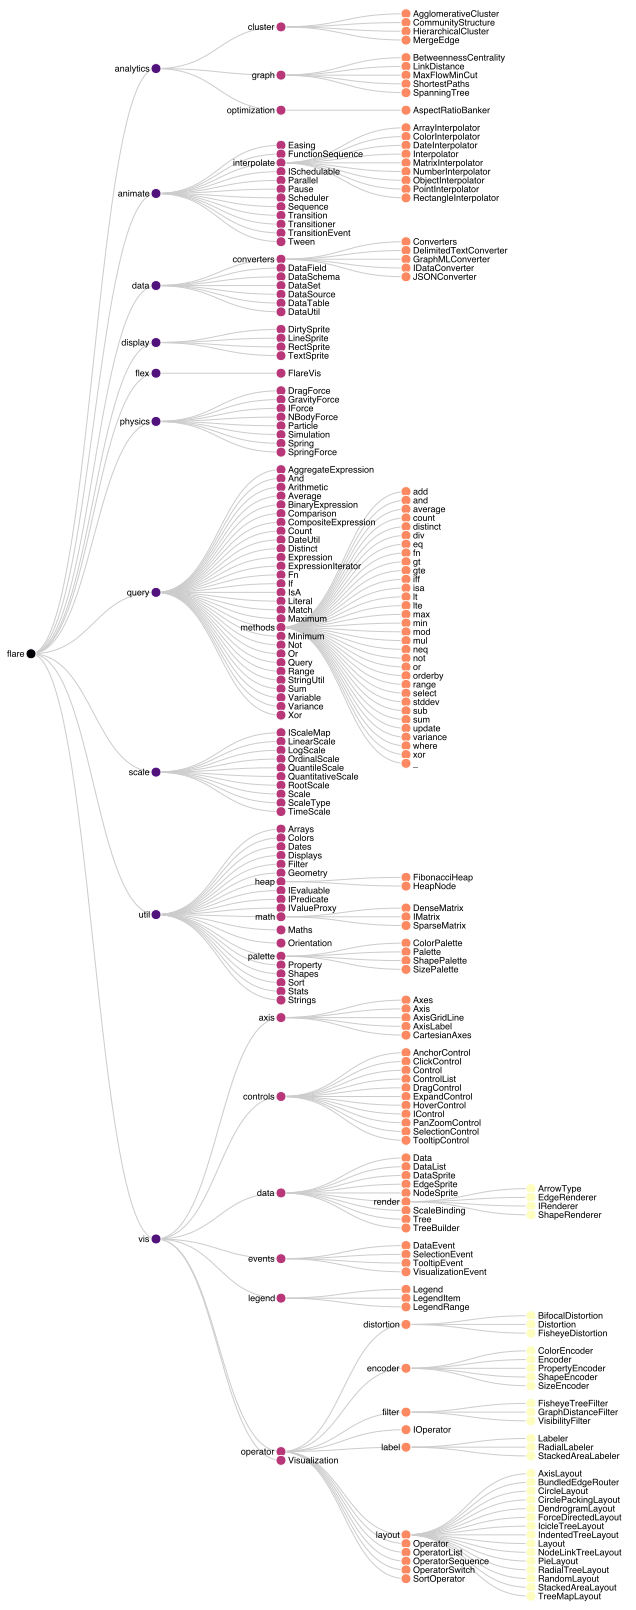 flare
analytics
cluster
AgglomerativeCluster
CommunityStructure
HierarchicalCluster
MergeEdge
graph
BetweennessCentrality
LinkDistance
MaxFlowMinCut
ShortestPaths
SpanningTree
optimization
AspectRatioBanker
animate
Easing
FunctionSequence
interpolate
ArrayInterpolator
ColorInterpolator
DateInterpolator
Interpolator
MatrixInterpolator
NumberInterpolator
ObjectInterpolator
PointInterpolator
RectangleInterpolator
ISchedulable
Parallel
Pause
Scheduler
Sequence
Transition
Transitioner
TransitionEvent
Tween
data
converters
Converters
DelimitedTextConverter
GraphMLConverter
IDataConverter
JSONConverter
DataField
DataSchema
DataSet
DataSource
DataTable
DataUtil
display
DirtySprite
LineSprite
RectSprite
TextSprite
flex
FlareVis
physics
DragForce
GravityForce
IForce
NBodyForce
Particle
Simulation
Spring
SpringForce
query
AggregateExpression
And
Arithmetic
Average
BinaryExpression
Comparison
CompositeExpression
Count
DateUtil
Distinct
Expression
ExpressionIterator
Fn
If
IsA
Literal
Match
Maximum
methods
add
and
average
count
distinct
div
eq
fn
gt
gte
iff
isa
lt
lte
max
min
mod
mul
neq
not
or
orderby
range
select
stddev
sub
sum
update
variance
where
xor
_
Minimum
Not
Or
Query
Range
StringUtil
Sum
Variable
Variance
Xor
scale
IScaleMap
LinearScale
LogScale
OrdinalScale
QuantileScale
QuantitativeScale
RootScale
Scale
ScaleType
TimeScale
util
Arrays
Colors
Dates
Displays
Filter
Geometry
heap
FibonacciHeap
HeapNode
IEvaluable
IPredicate
IValueProxy
math
DenseMatrix
IMatrix
SparseMatrix
Maths
Orientation
palette
ColorPalette
Palette
ShapePalette
SizePalette
Property
Shapes
Sort
Stats
Strings
vis
axis
Axes
Axis
AxisGridLine
AxisLabel
CartesianAxes
controls
AnchorControl
ClickControl
Control
ControlList
DragControl
ExpandControl
HoverControl
IControl
PanZoomControl
SelectionControl
TooltipControl
data
Data
DataList
DataSprite
EdgeSprite
NodeSprite
render
ArrowType
EdgeRenderer
IRenderer
ShapeRenderer
ScaleBinding
Tree
TreeBuilder
events
DataEvent
SelectionEvent
TooltipEvent
VisualizationEvent
legend
Legend
LegendItem
LegendRange
operator
distortion
BifocalDistortion
Distortion
FisheyeDistortion
encoder
ColorEncoder
Encoder
PropertyEncoder
ShapeEncoder
SizeEncoder
filter
FisheyeTreeFilter
GraphDistanceFilter
VisibilityFilter
IOperator
label
Labeler
RadialLabeler
StackedAreaLabeler
layout
AxisLayout
BundledEdgeRouter
CircleLayout
CirclePackingLayout
DendrogramLayout
ForceDirectedLayout
IcicleTreeLayout
IndentedTreeLayout
Layout
NodeLinkTreeLayout
PieLayout
RadialTreeLayout
RandomLayout
StackedAreaLayout
TreeMapLayout
Operator
OperatorList
OperatorSequence
OperatorSwitch
SortOperator
Visualization